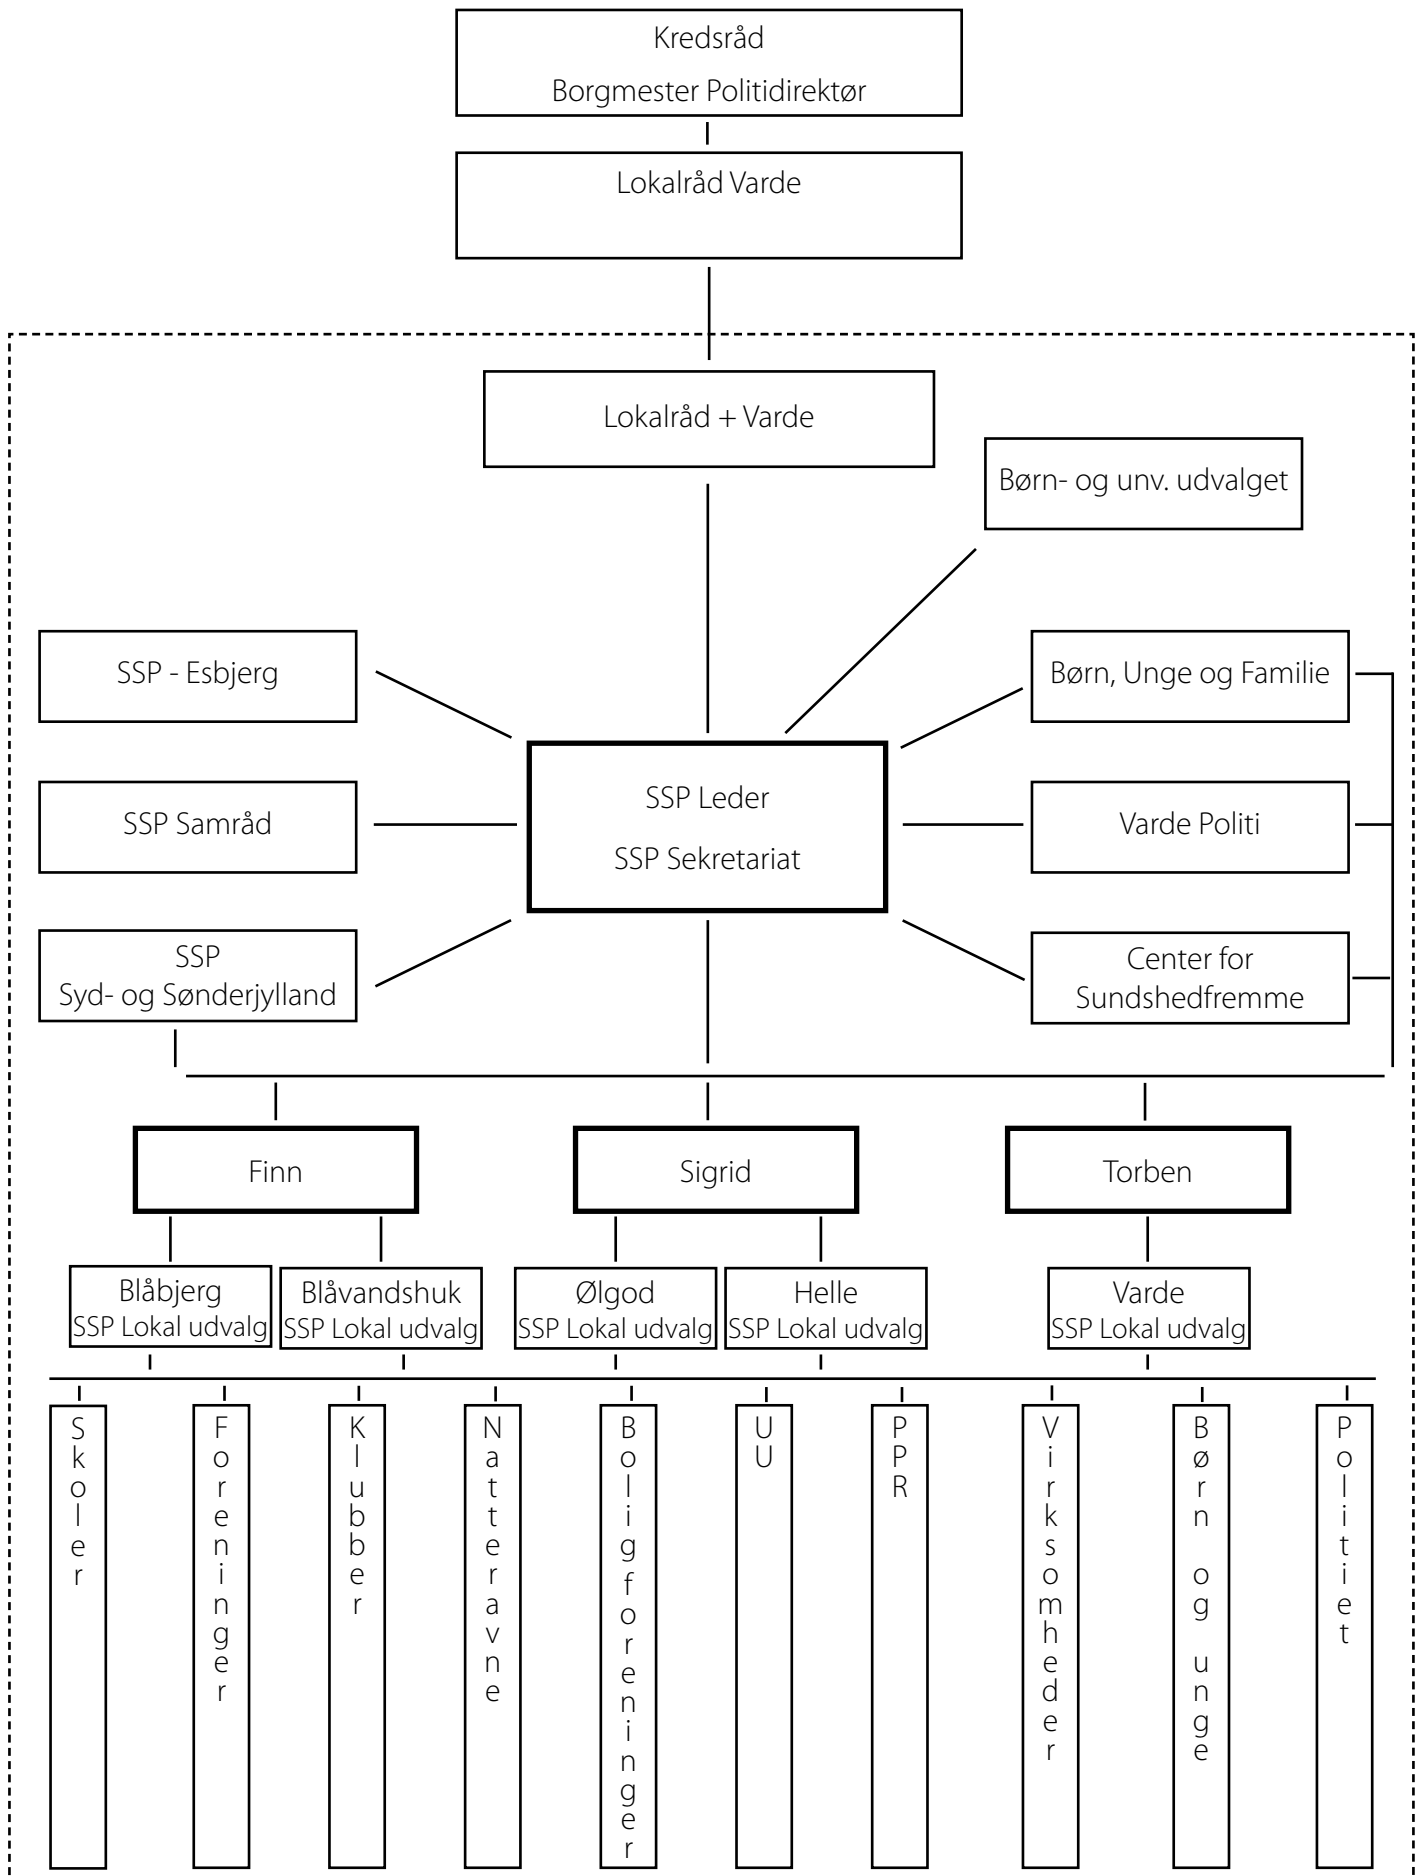 Kredsråd
Borgmester Politidirektør
Lokalråd Varde
Lokalråd + Varde
Børn- og unv. udvalget
SSP - Esbjerg
Børn, Unge og Familie
SSP Leder
SSP Sekretariat
SSP Samråd
Varde Politi
SSP
Syd- og Sønderjylland
Center for
Sundshedfremme
Finn
Sigrid
Torben
Blåbjerg
SSP Lokal udvalg
Blåvandshuk
SSP Lokal udvalg
Ølgod
SSP Lokal udvalg
Helle
SSP Lokal udvalg
Varde
SSP Lokal udvalg
Skoler
Foreninger
Klubber
Natteravne
Boligforeninger
UU
PPR
Virksomheder
Børn og unge
Politiet